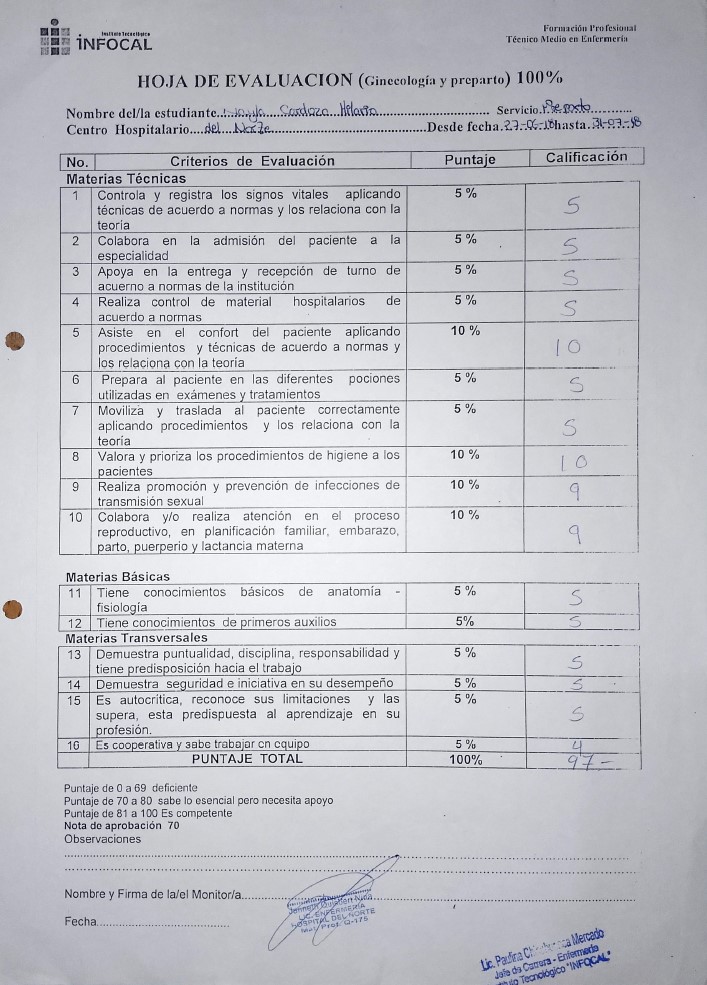 Instituto Tecnológico
INFOCAL
Formación Profesional
Técnico Medio en Enfermería
HOJA DE EVALUACION (Ginecología y preparto) 100%
Nombre del/la estudiante Cardozo Hilario Servicio Preparto
Centro Hospitalario del Norte Desde fecha 27-06-18 hasta 31-07-18
No. Criterios de Evaluación Puntaje Calificación
Materias Técnicas
1 Controla y registra los signos vitales aplicando 5 % 5
técnicas de acuerdo a normas y los relaciona con la
teoría
2 Colabora en la admisión del paciente a la 5 % 5
especialidad
3 Apoya en la entrega y recepción de turno de 5 % 5
acuerno a normas de la institución
4 Realiza control de material hospitalarios de 5 % 5
acuerdo a normas
5 Asiste en el confort del paciente aplicando 10 % 10
procedimientos y técnicas de acuerdo a normas y
los relaciona con la teoría
6 Prepara al paciente en las diferentes pociones 5 % 5
utilizadas en exámenes y tratamientos
7 Moviliza y traslada al paciente correctamente 5 % 5
aplicando procedimientos y los relaciona con la
teoría
8 Valora y prioriza los procedimientos de higiene a los 10 % 10
pacientes
9 Realiza promoción y prevención de infecciones de 10 % 9
transmisión sexual
10 Colabora y/o realiza atención en el proceso 10 % 9
reproductivo, en planificación familiar, embarazo,
parto, puerperio y lactancia materna
Materias Básicas
11 Tiene conocimientos básicos de anatomía - 5 % 5
fisiología
12 Tiene conocimientos de primeros auxilios 5% 5
Materias Transversales
13 Demuestra puntualidad, disciplina, responsabilidad y 5 % 5
tiene predisposición hacia el trabajo
14 Demuestra seguridad e iniciativa en su desempeño 5 % 5
15 Es autocritica, reconoce sus limitaciones y las 5 % 5
supera, esta predispuesta al aprendizaje en su
profesión.
16 Es cooperativa y sabe trabajar en equipo 5 % 4
PUNTAJE TOTAL 100% 97-
Puntaje de 0 a 69 deficiente
Puntaje de 70 a 80 sabe lo esencial pero necesita apoyo
Puntaje de 81 a 100 Es competente
Nota de aprobación 70
Observaciones
Nombre y Firma de la/el Monitor/a
LIC. ENFERMERIA
HOSPITAL DEL NORTE
Mat. Prof. Q-175
Fecha
Lic. Paulina Mercado
Jefe de Carrera - Enfermería
Instituto Tecnológico "INFOCAL"